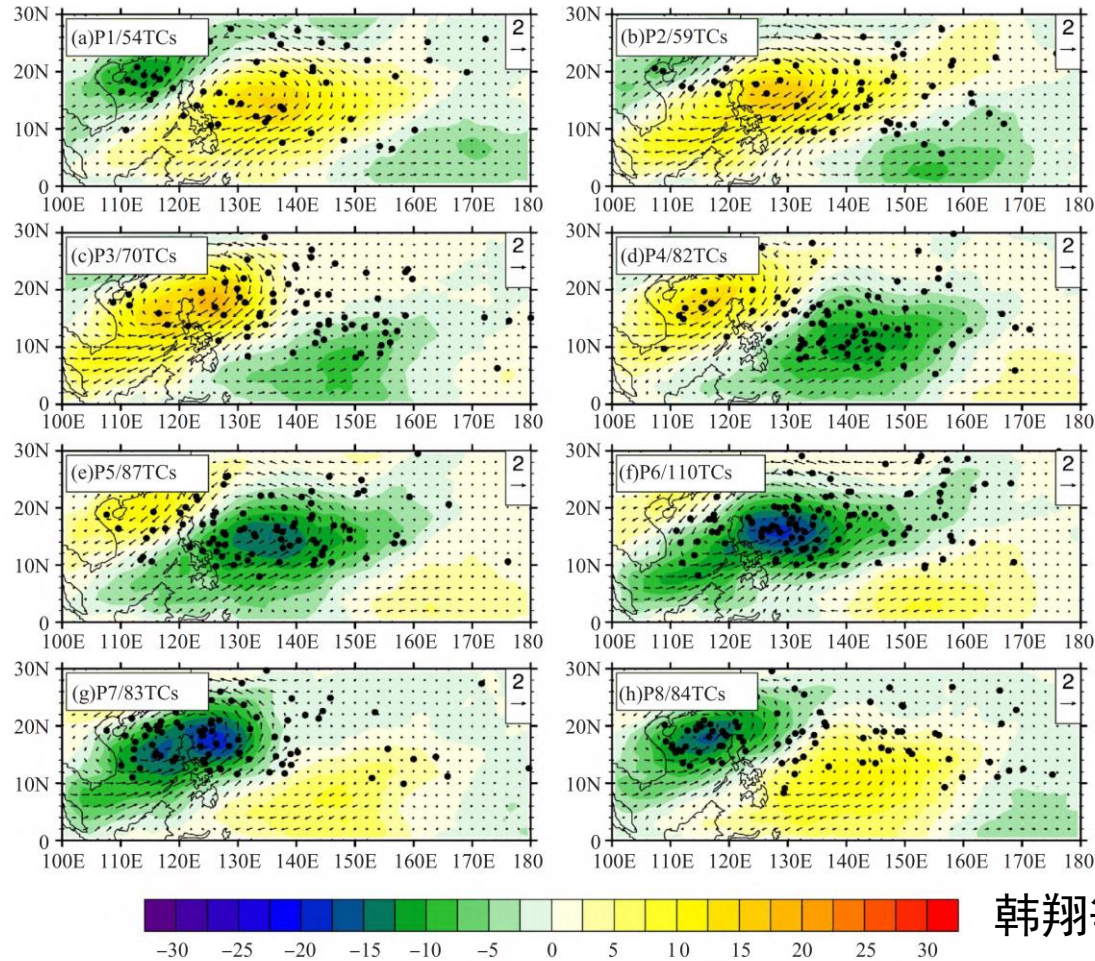 (a)P1/54TCs
2
30N
20N
10N
0
100E 110E 120E 130E 140E 150E 160E 170E 180
(b)P2/59TCs
2
30N
20N
10N
0
100E 110E 120E 130E 140E 150E 160E 170E 180
(c)P3/70TCs
2
30N
20N
10N
0
100E 110E 120E 130E 140E 150E 160E 170E 180
(d)P4/82TCs
2
30N
20N
10N
0
100E 110E 120E 130E 140E 150E 160E 170E 180
(e)P5/87TCs
2
30N
20N
10N
0
100E 110E 120E 130E 140E 150E 160E 170E 180
(f)P6/110TCs
2
30N
20N
10N
0
100E 110E 120E 130E 140E 150E 160E 170E 180
(g)P7/83TCs
2
30N
20N
10N
0
100E 110E 120E 130E 140E 150E 160E 170E 180
(h)P8/84TCs
2
30N
20N
10N
0
100E 110E 120E 130E 140E 150E 160E 170E 180
−30 −25 −20 −15 −10 −5 0 5 10 15 20 25 30
韩翔